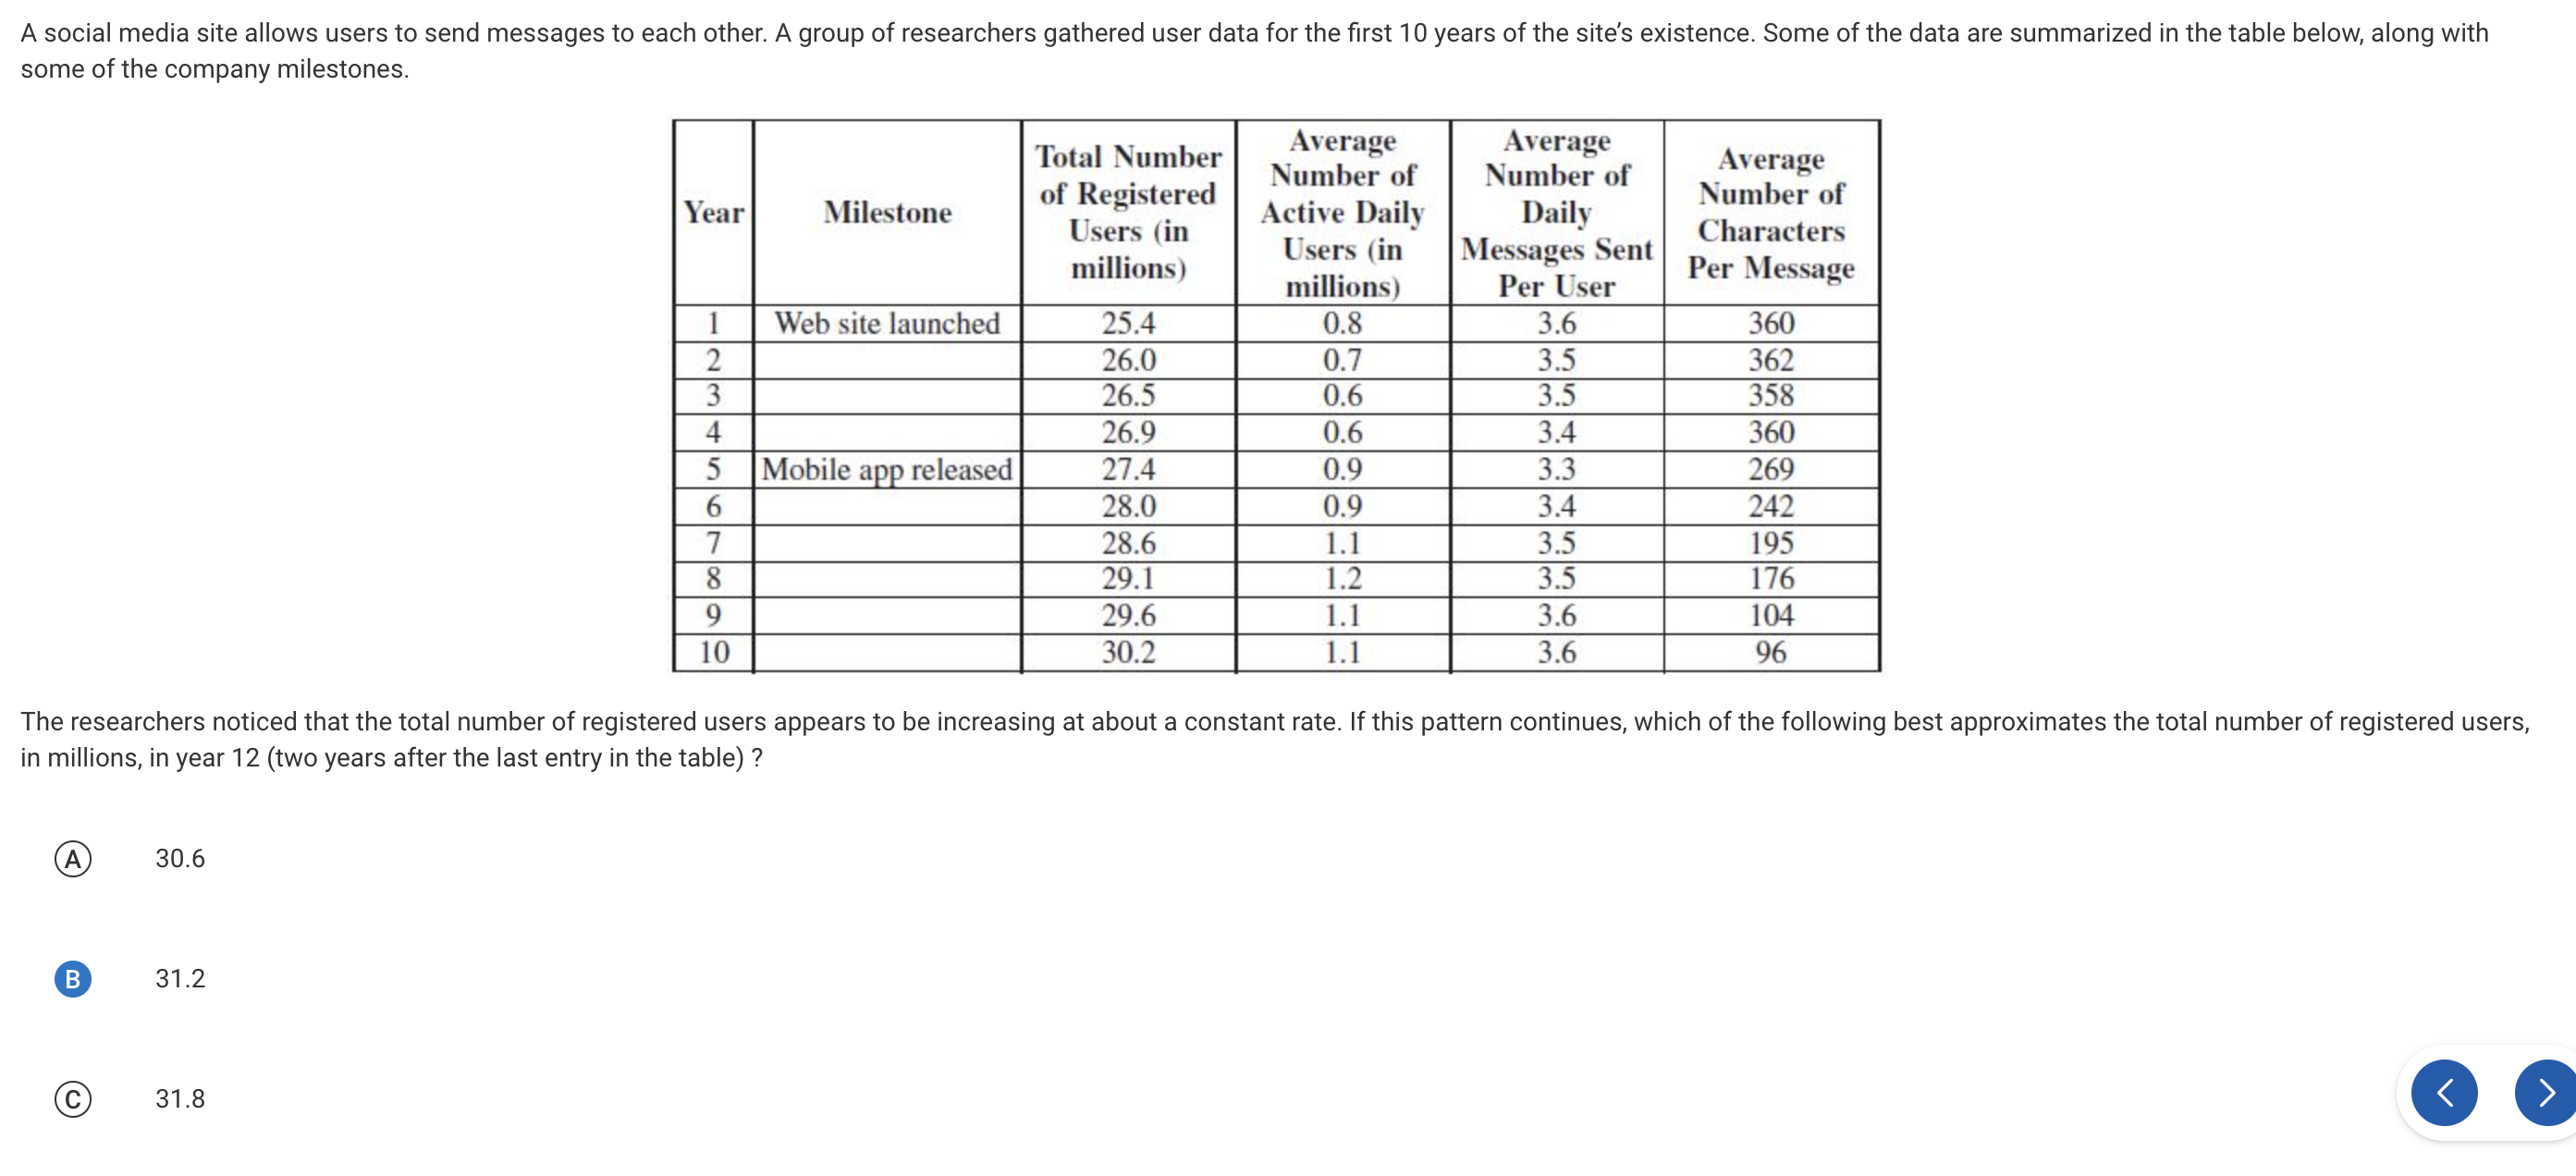 A social media site allows users to send messages to each other. A group of researchers gathered user data for the first 10 years of the site's existence. Some of the data are summarized in the table below, along with
some of the company milestones.
Year Milestone Total Number of Registered Users (in millions) Average Number of Active Daily Users (in millions) Average Number of Daily Messages Sent Per User Average Number of Characters Per Message
1 Web site launched 25.4 0.8 3.6 360
2 26.0 0.7 3.5 362
3 26.5 0.6 3.5 358
4 26.9 0.6 3.4 360
5 Mobile app released 27.4 0.9 3.3 269
6 28.0 0.9 3.4 242
7 28.6 1.1 3.5 195
8 29.1 1.2 3.5 176
9 29.6 1.1 3.6 104
10 30.2 1.1 3.6 96
The researchers noticed that the total number of registered users appears to be increasing at about a constant rate. If this pattern continues, which of the following best approximates the total number of registered users,
in millions, in year 12 (two years after the last entry in the table) ?
A 30.6
B 31.2
C 31.8